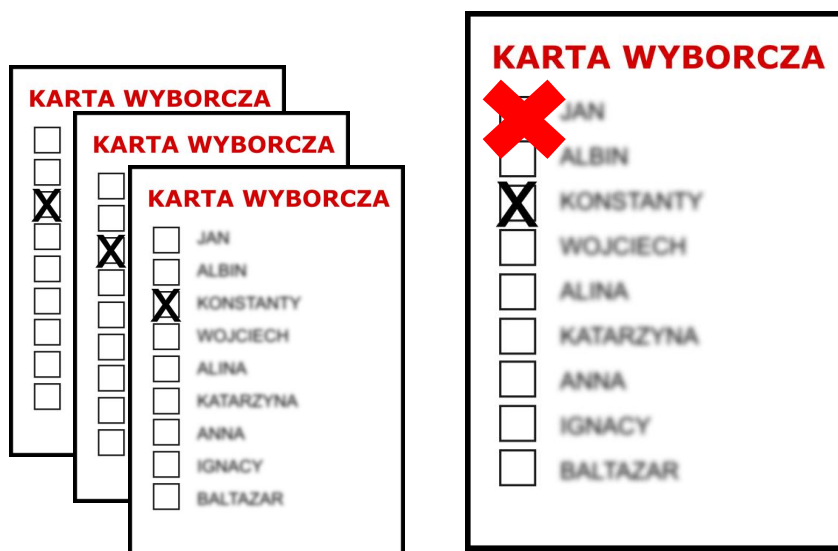 KARTA WYBORCZA
X
KARTA WYBORCZA
X
KARTA WYBORCZA
JAN
ALBIN
X KONSTANTY
WOJCIECH
ALINA
KATARZYNA
ANNA
IGNACY
BALTAZAR
KARTA WYBORCZA
JAN
ALBIN
X KONSTANTY
WOJCIECH
ALINA
KATARZYNA
ANNA
IGNACY
BALTAZAR